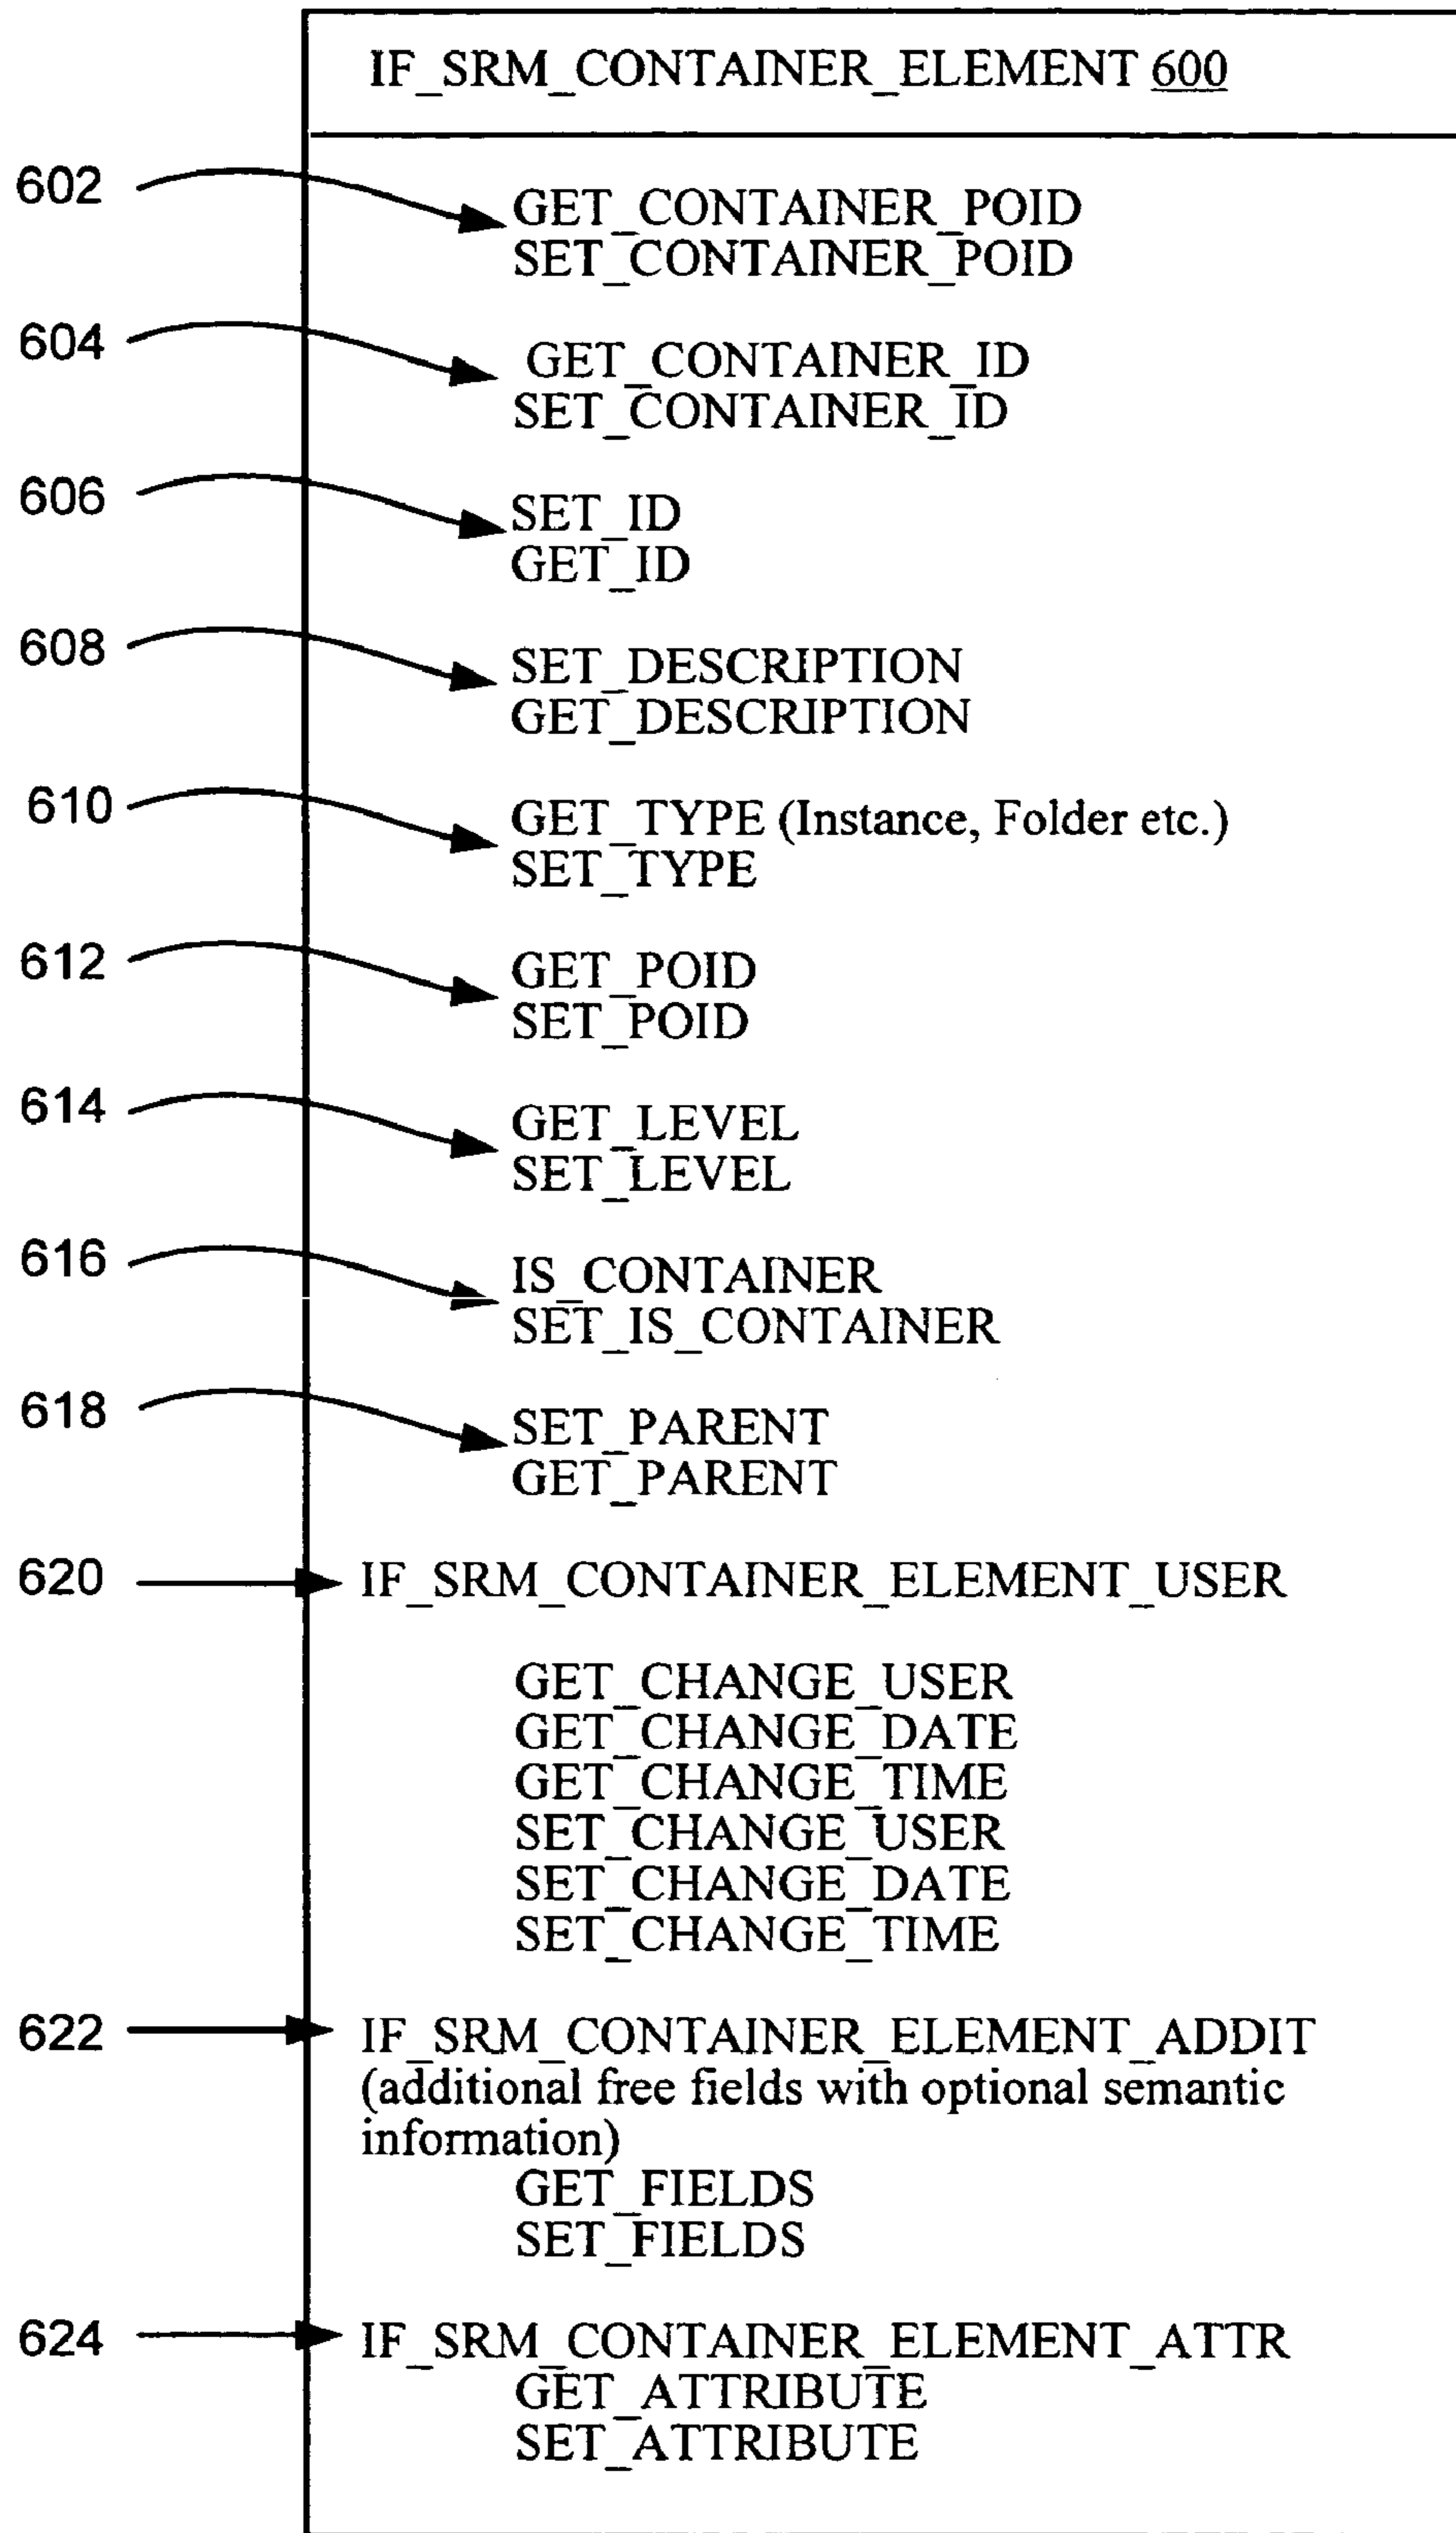 IF_SRM_CONTAINER_ELEMENT 600
602
GET_CONTAINER_POID
SET_CONTAINER_POID
604
GET_CONTAINER_ID
SET_CONTAINER_ID
606
SET_ID
GET_ID
608
SET_DESCRIPTION
GET_DESCRIPTION
610
GET_TYPE (Instance, Folder etc.)
SET_TYPE
612
GET_POID
SET_POID
614
GET_LEVEL
SET_LEVEL
616
IS_CONTAINER
SET_IS_CONTAINER
618
SET_PARENT
GET_PARENT
620
IF_SRM_CONTAINER_ELEMENT_USER
GET_CHANGE_USER
GET_CHANGE_DATE
GET_CHANGE_TIME
SET_CHANGE_USER
SET_CHANGE_DATE
SET_CHANGE_TIME
622
IF_SRM_CONTAINER_ELEMENT_ADDIT
(additional free fields with optional semantic
information)
GET_FIELDS
SET_FIELDS
624
IF_SRM_CONTAINER_ELEMENT_ATTR
GET_ATTRIBUTE
SET_ATTRIBUTE